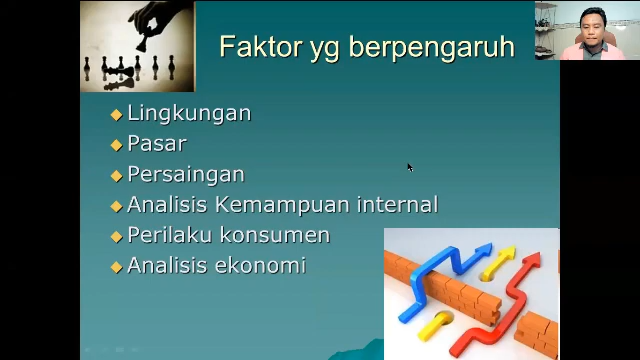 Faktor yg berpengaruh
Lingkungan
Pasar
Persaingan
Analisis Kemampuan internal
Perilaku konsumen
Analisis ekonomi